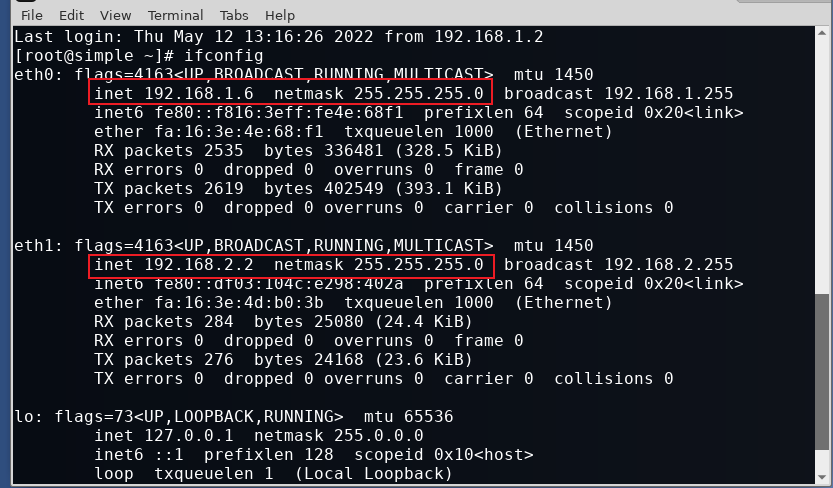 File Edit View Terminal Tabs Help
Last login: Thu May 12 13:16:26 2022 from 192.168.1.2
[root@simple ~]# ifconfig
eth0: flags=4163<UP,BROADCAST,RUNNING,MULTICAST>  mtu 1450
        inet 192.168.1.6  netmask 255.255.255.0  broadcast 192.168.1.255
        inet6 fe80::f816:3eff:fe4e:68f1  prefixlen 64  scopeid 0x20<link>
        ether fa:16:3e:4e:68:f1  txqueuelen 1000  (Ethernet)
        RX packets 2535  bytes 336481 (328.5 KiB)
        RX errors 0  dropped 0  overruns 0  frame 0
        TX packets 2619  bytes 402549 (393.1 KiB)
        TX errors 0  dropped 0 overruns 0  carrier 0  collisions 0
eth1: flags=4163<UP,BROADCAST,RUNNING,MULTICAST>  mtu 1450
        inet 192.168.2.2  netmask 255.255.255.0  broadcast 192.168.2.255
        inet6 fe80::df03:104c:e298:402a  prefixlen 64  scopeid 0x20<link>
        ether fa:16:3e:4d:b0:3b  txqueuelen 1000  (Ethernet)
        RX packets 284  bytes 25080 (24.4 KiB)
        RX errors 0  dropped 0  overruns 0  frame 0
        TX packets 276  bytes 24168 (23.6 KiB)
        TX errors 0  dropped 0 overruns 0  carrier 0  collisions 0
lo: flags=73<UP,LOOPBACK,RUNNING>  mtu 65536
        inet 127.0.0.1  netmask 255.0.0.0
        inet6 ::1  prefixlen 128  scopeid 0x10<host>
        loop  txqueuelen 1  (Local Loopback)